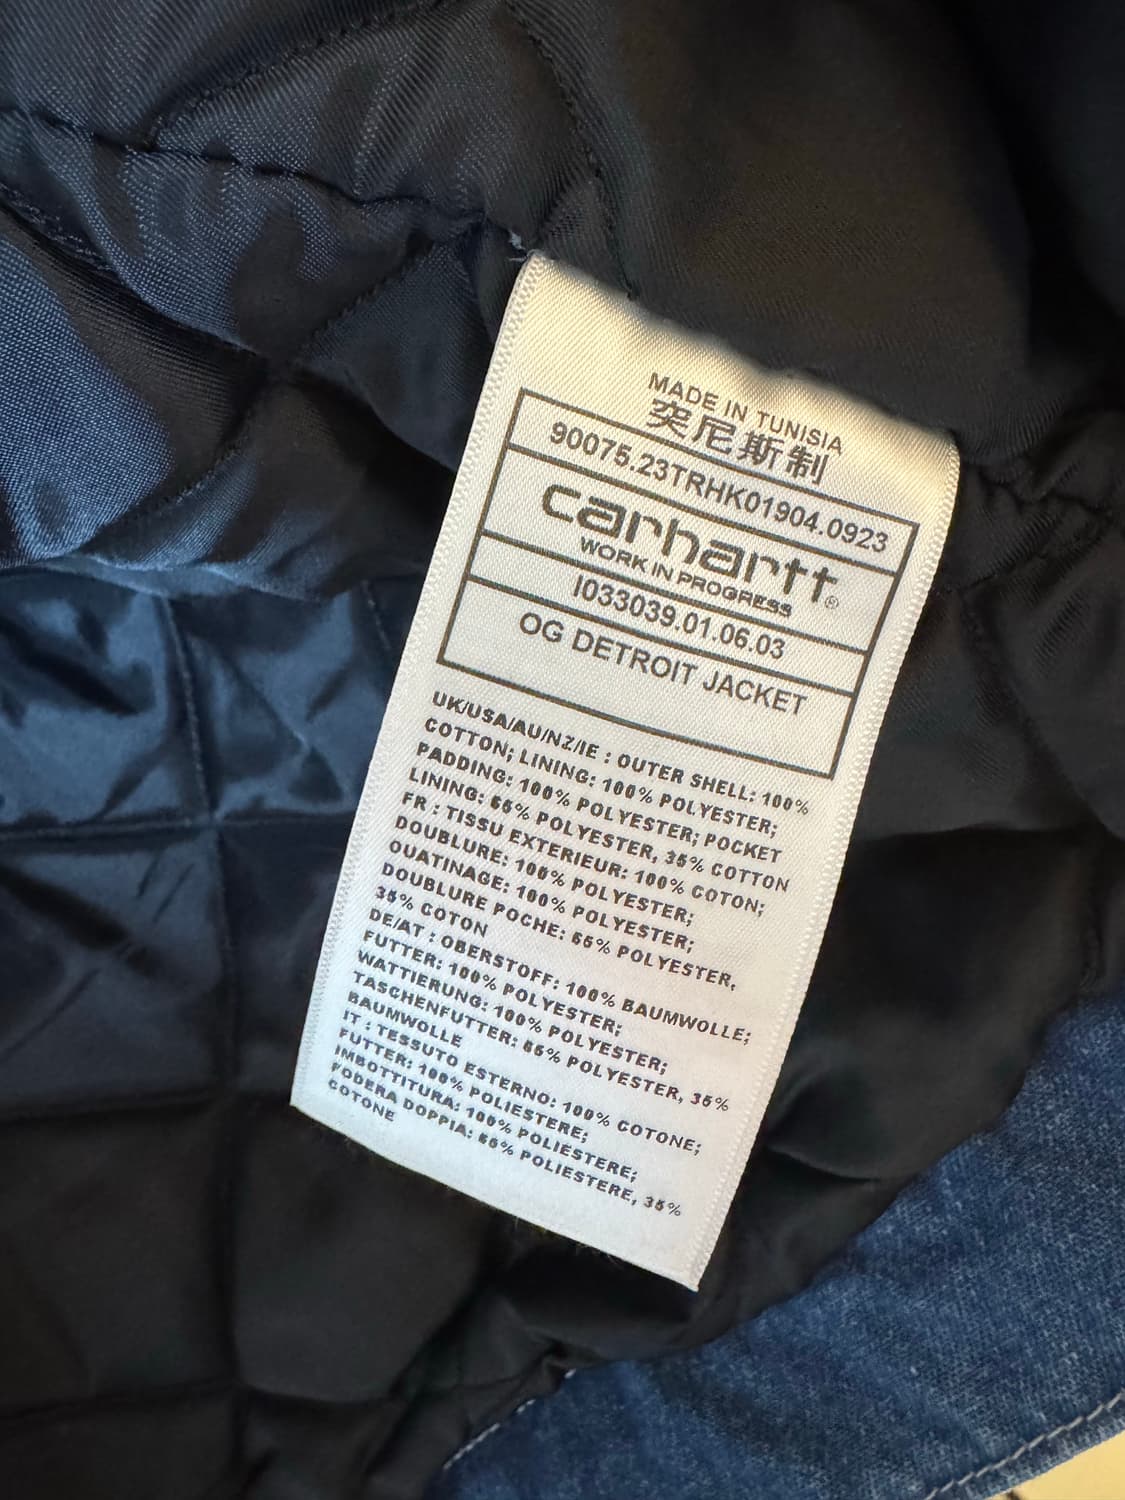 MADE IN TUNISIA
突尼斯制
90075.23TRHK01904.0923
carhartt®
WORK IN PROGRESS
I033039.01.06.03
OG DETROIT JACKET
UK/USA/AU/NZ/IE : OUTER SHELL: 100%
COTTON; LINING: 100% POLYESTER;
PADDING: 100% POLYESTER; POCKET
LINING: 65% POLYESTER, 35% COTTON
FR : TISSU EXTERIEUR: 100% COTON;
DOUBLURE: 100% POLYESTER;
OUATINAGE: 100% POLYESTER;
DOUBLURE POCHE: 65% POLYESTER,
35% COTON
DE/AT : OBERSTOFF: 100% BAUMWOLLE;
FUTTER: 100% POLYESTER;
WATTIERUNG: 100% POLYESTER;
TASCHENFUTTER: 65% POLYESTER, 35%
BAUMWOLLE
IT : TESSUTO ESTERNO: 100% COTONE;
FUTTER: 100% POLIESTERE;
IMBOTTITURA: 100% POLIESTERE;
FODERA DOPPIA: 65% POLIESTERE, 35%
COTONE